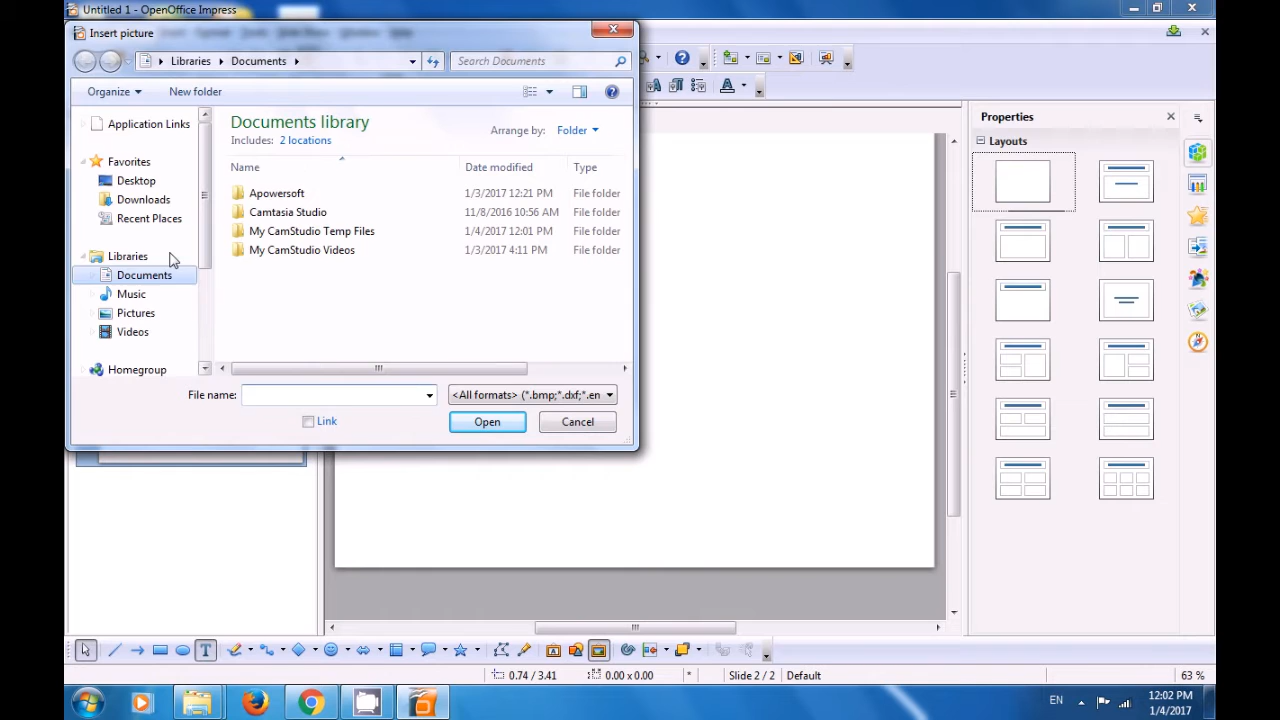 Untitled 1 - OpenOffice Impress
Insert picture
Libraries Documents
Search Documents
Organize New folder
Application Links
Favorites
Desktop
Downloads
Recent Places
Libraries
Documents
Music
Pictures
Videos
Homegroup
Documents library
Includes: 2 locations
Arrange by: Folder
Name Date modified Type
Apowersoft 1/3/2017 12:21 PM File folder
Camtasia Studio 11/8/2016 10:56 AM File folder
My CamStudio Temp Files 1/4/2017 12:01 PM File folder
My CamStudio Videos 1/3/2017 4:11 PM File folder
File name:
<All formats> (*.bmp;*.dxf;*.en
Link
Open Cancel
Properties
Layouts
0.74 / 3.41 0.00 x 0.00 * Slide 2 / 2 Default 63 %
EN
12:02 PM
1/4/2017